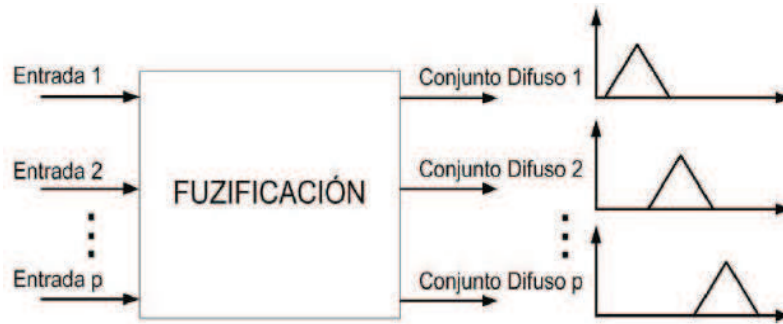 Entrada 1
Conjunto Difuso 1
Entrada 2
FUZIFICACIÓN
Conjunto Difuso 2
Entrada p
Conjunto Difuso p